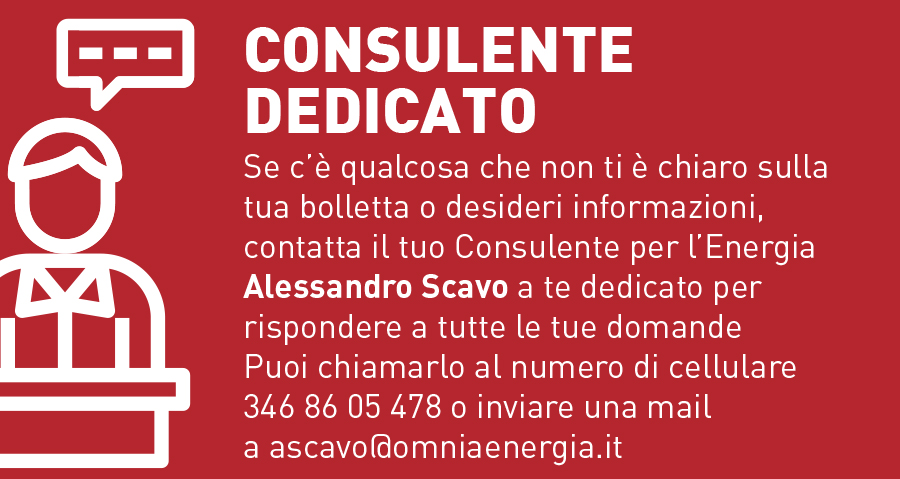 CONSULENTE
DEDICATO
Se c'è qualcosa che non ti è chiaro sulla
tua bolletta o desideri informazioni,
contatta il tuo Consulente per l'Energia
Alessandro Scavo a te dedicato per
rispondere a tutte le tue domande
Puoi chiamarlo al numero di cellulare
346 86 05 478 o inviare una mail
a ascavo@omniaenergia.it